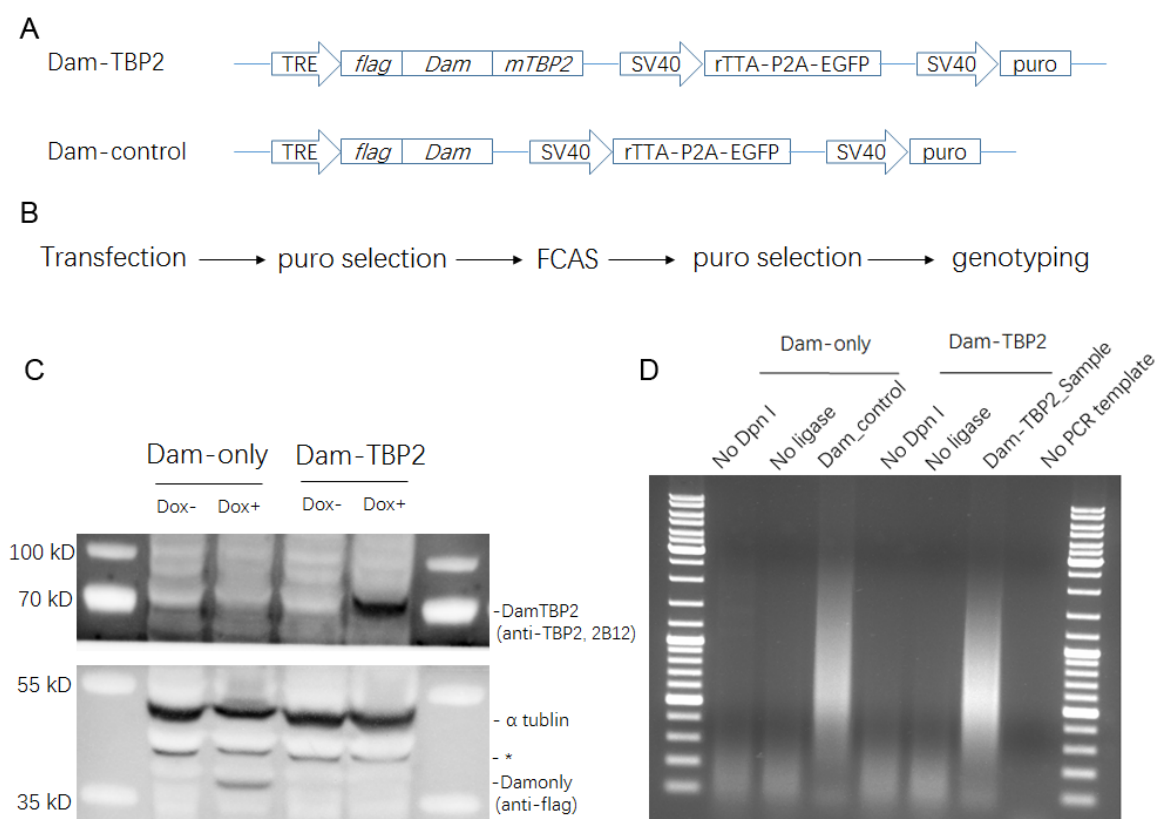 A
Dam-TBP2
TRE flag Dam mTBP2 SV40 rTTA-P2A-EGFP SV40 puro
Dam-control
TRE flag Dam SV40 rTTA-P2A-EGFP SV40 puro
B
Transfection puro selection FCAS puro selection genotyping
C
Dam-only Dam-TBP2
Dox- Dox+ Dox- Dox+
100 kD
70 kD
-DamTBP2
(anti-TBP2, 2B12)
55 kD
- α tublin
- *
-Damonly
(anti-flag)
35 kD
D
Dam-only Dam-TBP2
No Dpn I
No ligase
Dam_control
No Dpn I
No ligase
Dam-TBP2_Sample
No PCR template